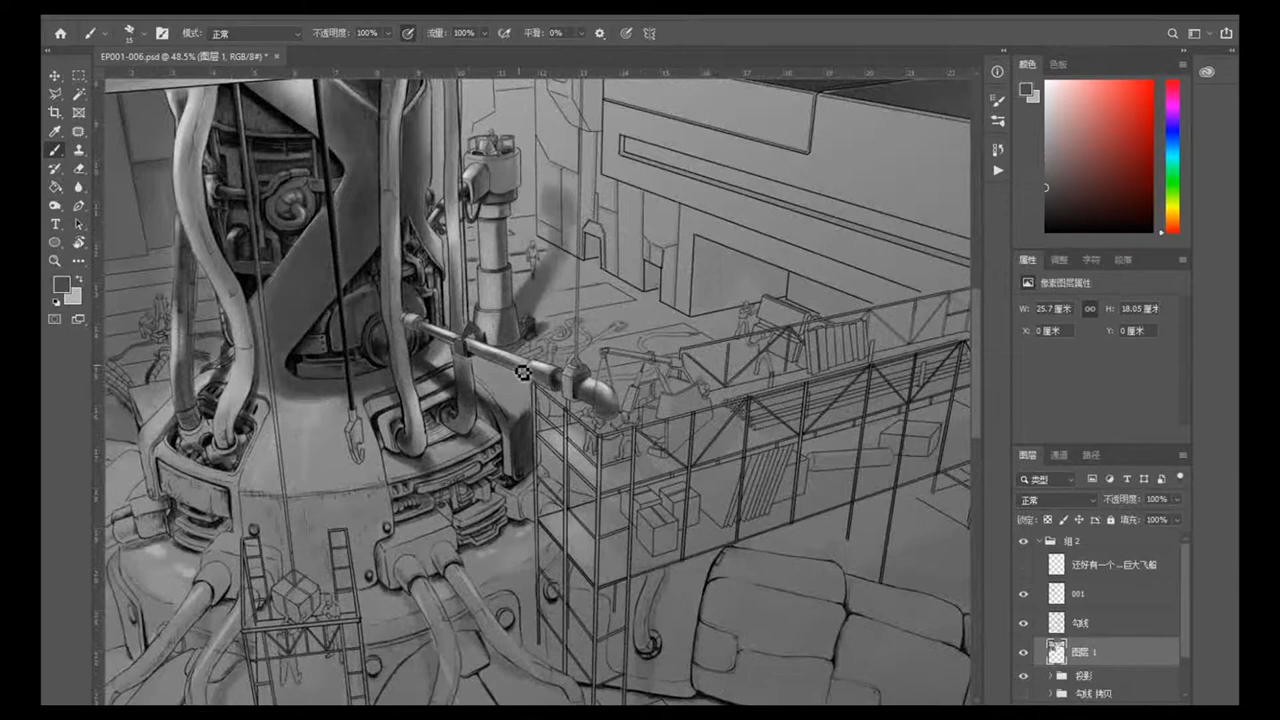 15 模式: 正常 不透明度: 100% 流量: 100% 平滑: 0%
EP001-006.psd @ 48.5% (图层 1, RGB/8#) * ×
颜色 色板
属性 调整 字符 段落
像素图层属性
W: 25.7 厘米 H: 18.05 厘米
X: 0 厘米 Y: 0 厘米
图层 通道 路径
类型
正常 不透明度: 100%
锁定: 填充: 100%
组 2
还好有一个 ...巨大飞船
001
勾线
图层 1
投影
勾线 拷贝